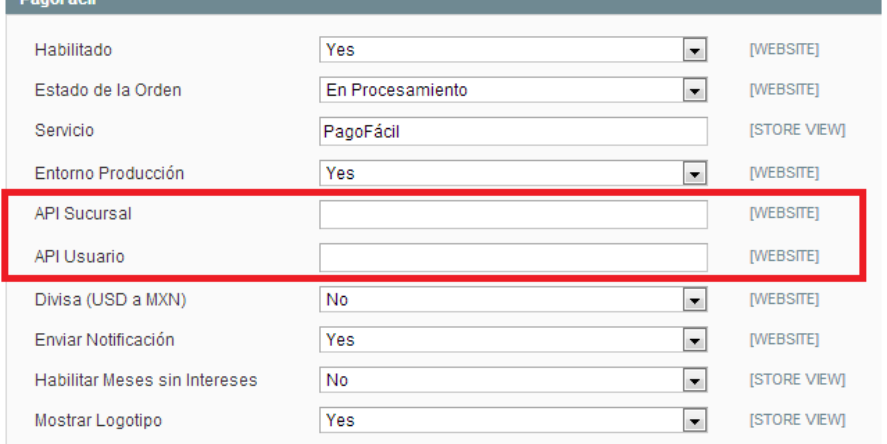 PagoFácil
Habilitado Yes [WEBSITE]
Estado de la Orden En Procesamiento [WEBSITE]
Servicio PagoFácil [STORE VIEW]
Entorno Producción Yes [WEBSITE]
API Sucursal [WEBSITE]
API Usuario [WEBSITE]
Divisa (USD a MXN) No [WEBSITE]
Enviar Notificación Yes [WEBSITE]
Habilitar Meses sin Intereses No [STORE VIEW]
Mostrar Logotipo Yes [STORE VIEW]